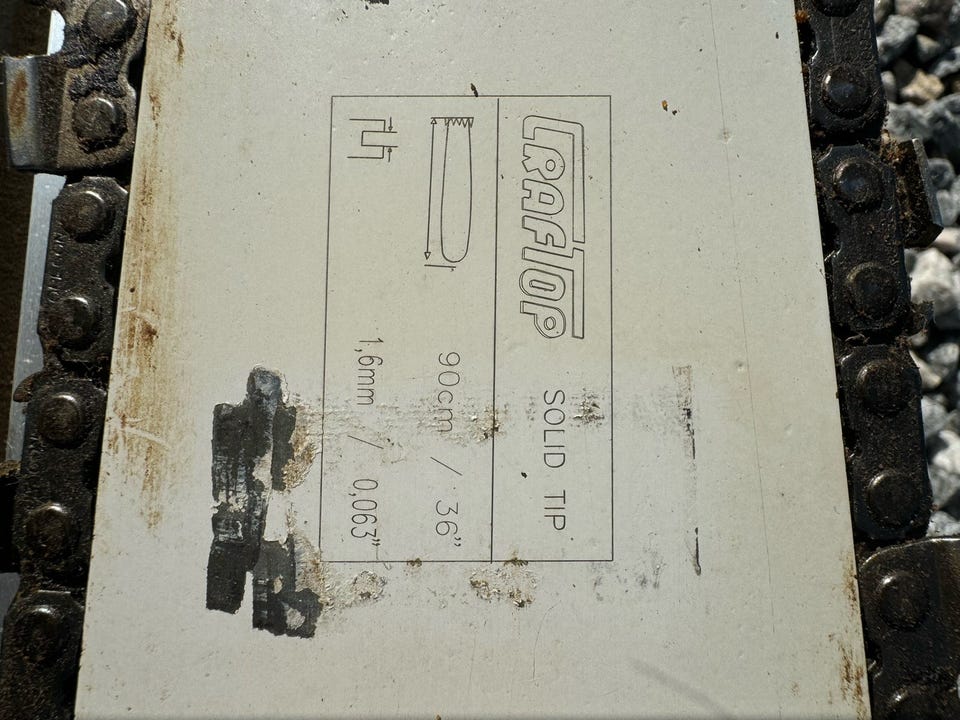 CRAFTOP SOLID TIP
90cm / 36”
1,6mm / 0,063”